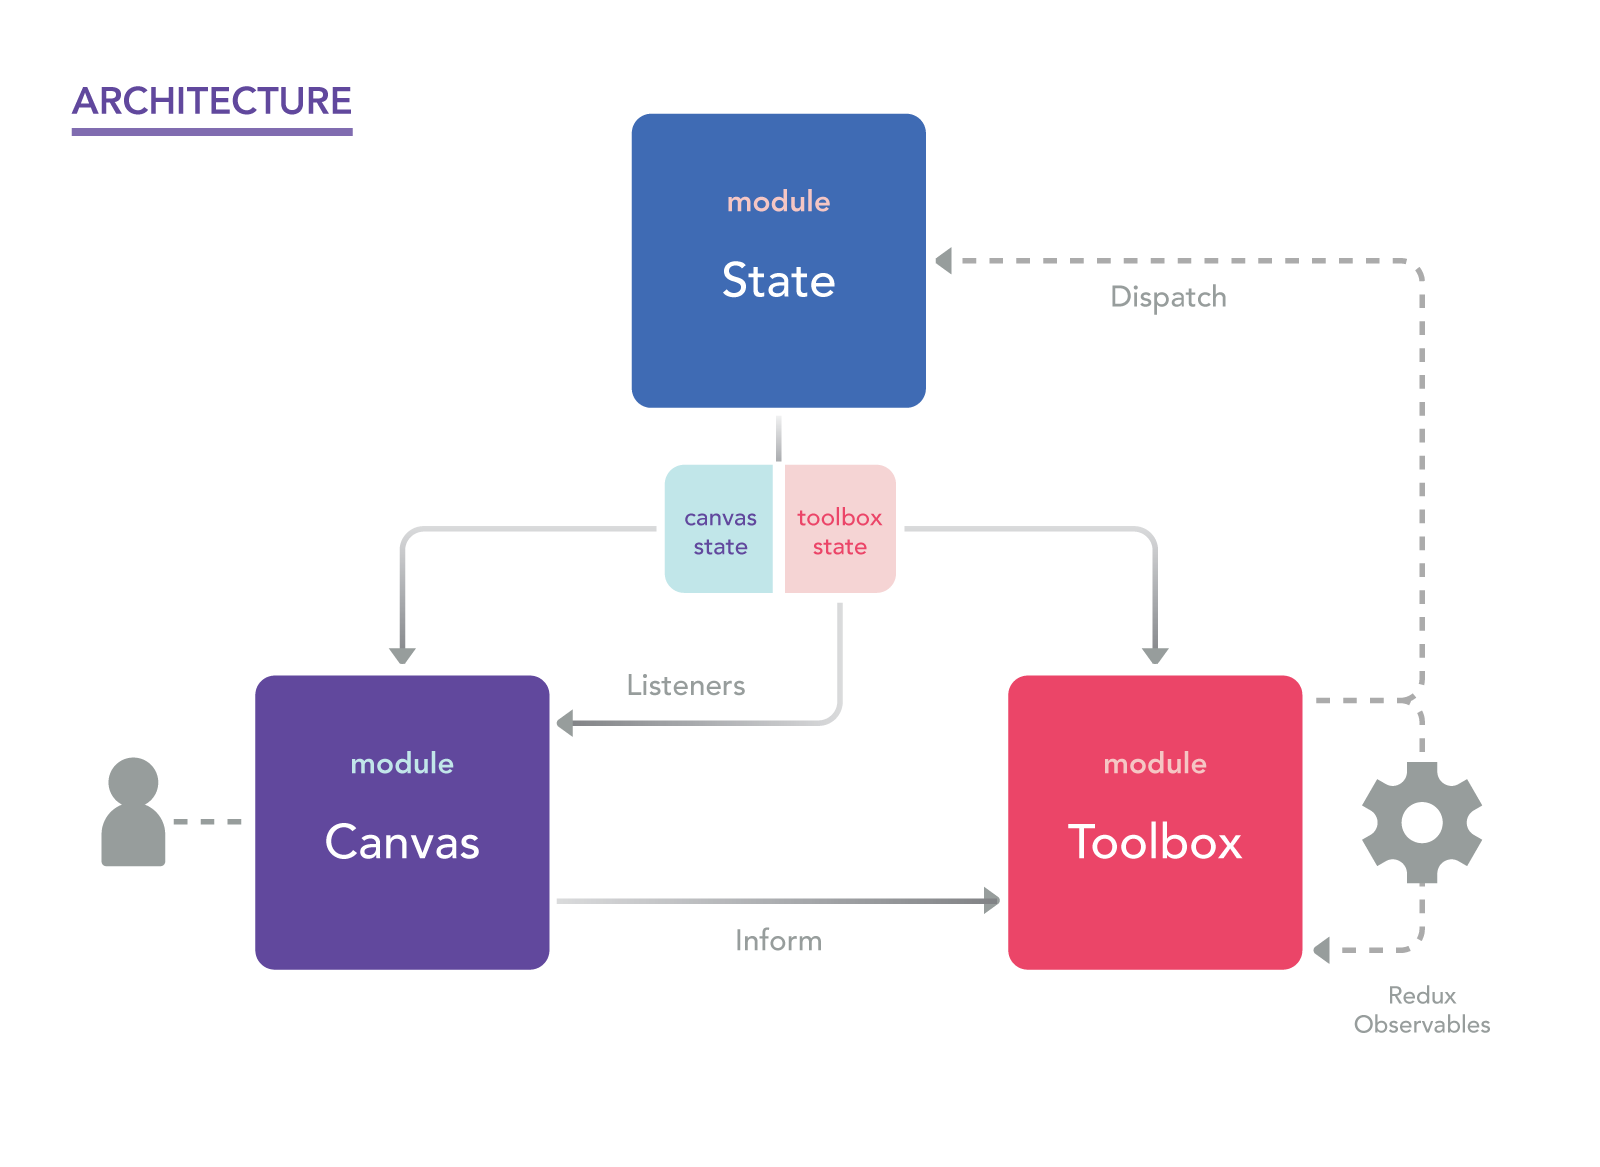 ARCHITECTURE
module
State
Dispatch
canvas
state
toolbox
state
Listeners
module
Canvas
module
Toolbox
Inform
Redux
Observables